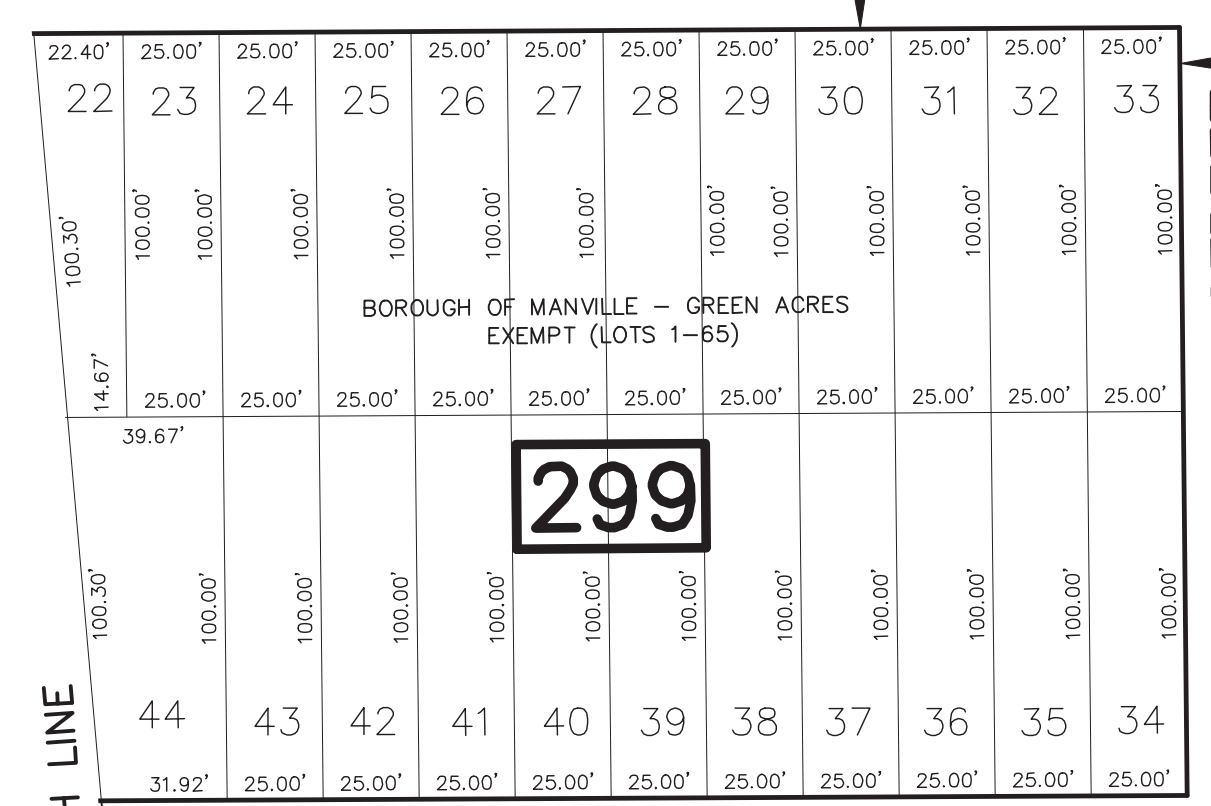 22.40' 25.00' 25.00' 25.00' 25.00' 25.00' 25.00' 25.00' 25.00' 25.00' 25.00' 25.00'
22 23 24 25 26 27 28 29 30 31 32 33
100.30' 100.00' 100.00' 100.00' 100.00' 100.00' 100.00' 100.00' 100.00' 100.00' 100.00' 100.00' 100.00'
BOROUGH OF MANVILLE – GREEN ACRES
EXEMPT (LOTS 1–65)
14.67' 25.00' 25.00' 25.00' 25.00' 25.00' 25.00' 25.00' 25.00' 25.00' 25.00' 25.00'
39.67'
299
100.30' 100.00' 100.00' 100.00' 100.00' 100.00' 100.00' 100.00' 100.00' 100.00' 100.00'
44 43 42 41 40 39 38 37 36 35 34
31.92' 25.00' 25.00' 25.00' 25.00' 25.00' 25.00' 25.00' 25.00' 25.00' 25.00'
H LINE